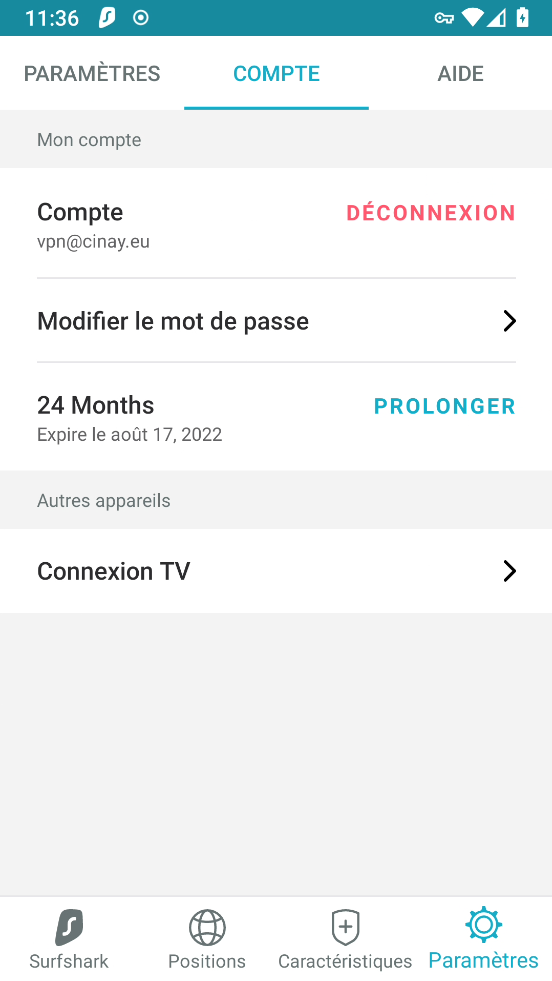 11:36
PARAMÈTRES COMPTE AIDE
Mon compte
Compte DÉCONNEXION
vpn@cinay.eu
Modifier le mot de passe
24 Months PROLONGER
Expire le août 17, 2022
Autres appareils
Connexion TV
Surfshark Positions Caractéristiques Paramètres